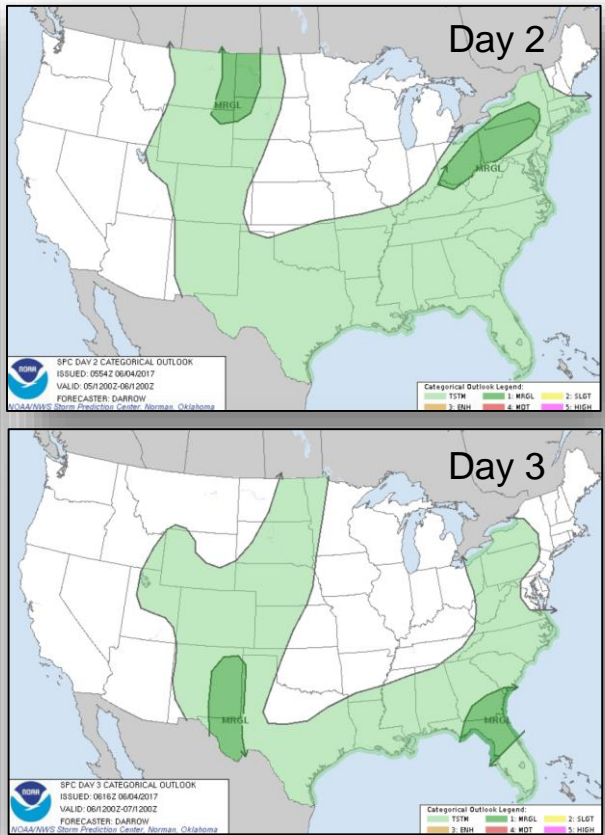 Day 2
MRGL
MRGL
NOAA
SPC DAY 2 CATEGORICAL OUTLOOK
ISSUED: 0554Z 06/04/2017
VALID: 05/1200Z-06/1200Z
FORECASTER: DARROW
NOAA/NWS Storm Prediction Center, Norman, Oklahoma
Categorical Outlook Legend:
TSTM 1: MRGL 2: SLGT
3: ENH 4: MDT 5: HIGH
Day 3
MRGL
MRGL
NOAA
SPC DAY 3 CATEGORICAL OUTLOOK
ISSUED: 0616Z 06/04/2017
VALID: 06/1200Z-07/1200Z
FORECASTER: DARROW
NOAA/NWS Storm Prediction Center, Norman, Oklahoma
Categorical Outlook Legend:
TSTM 1: MRGL 2: SLGT
3: ENH 4: MDT 5: HIGH